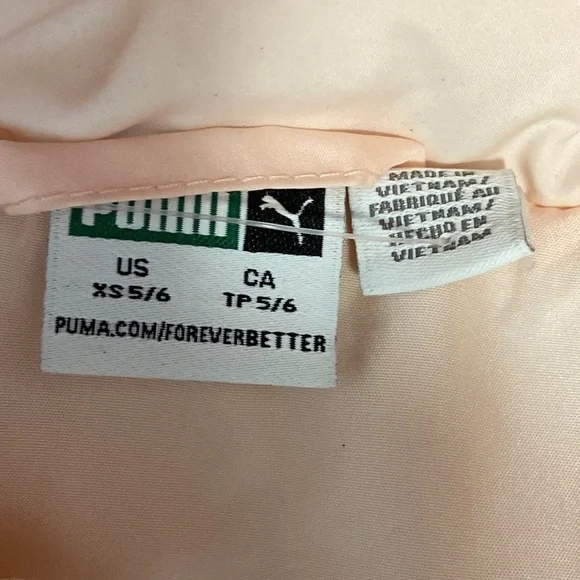 PUMA
US CA
XS 5/6 TP 5/6
PUMA.COM/FOREVERBETTER
MADE IN
VIETNAM/
FABRIQUÉ AU
VIETNAM/
HECHO EN
VIETNAM